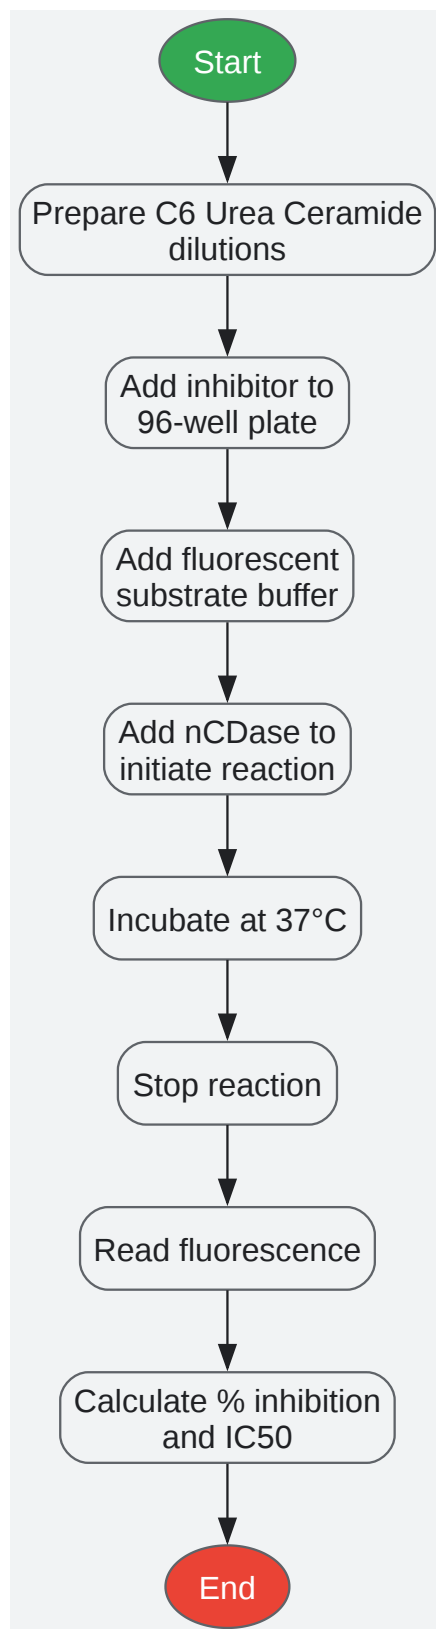 Start
Prepare C6 Urea Ceramide
dilutions
Add inhibitor to
96-well plate
Add fluorescent
substrate buffer
Add nCDase to
initiate reaction
Incubate at 37°C
Stop reaction
Read fluorescence
Calculate % inhibition
and IC50
End